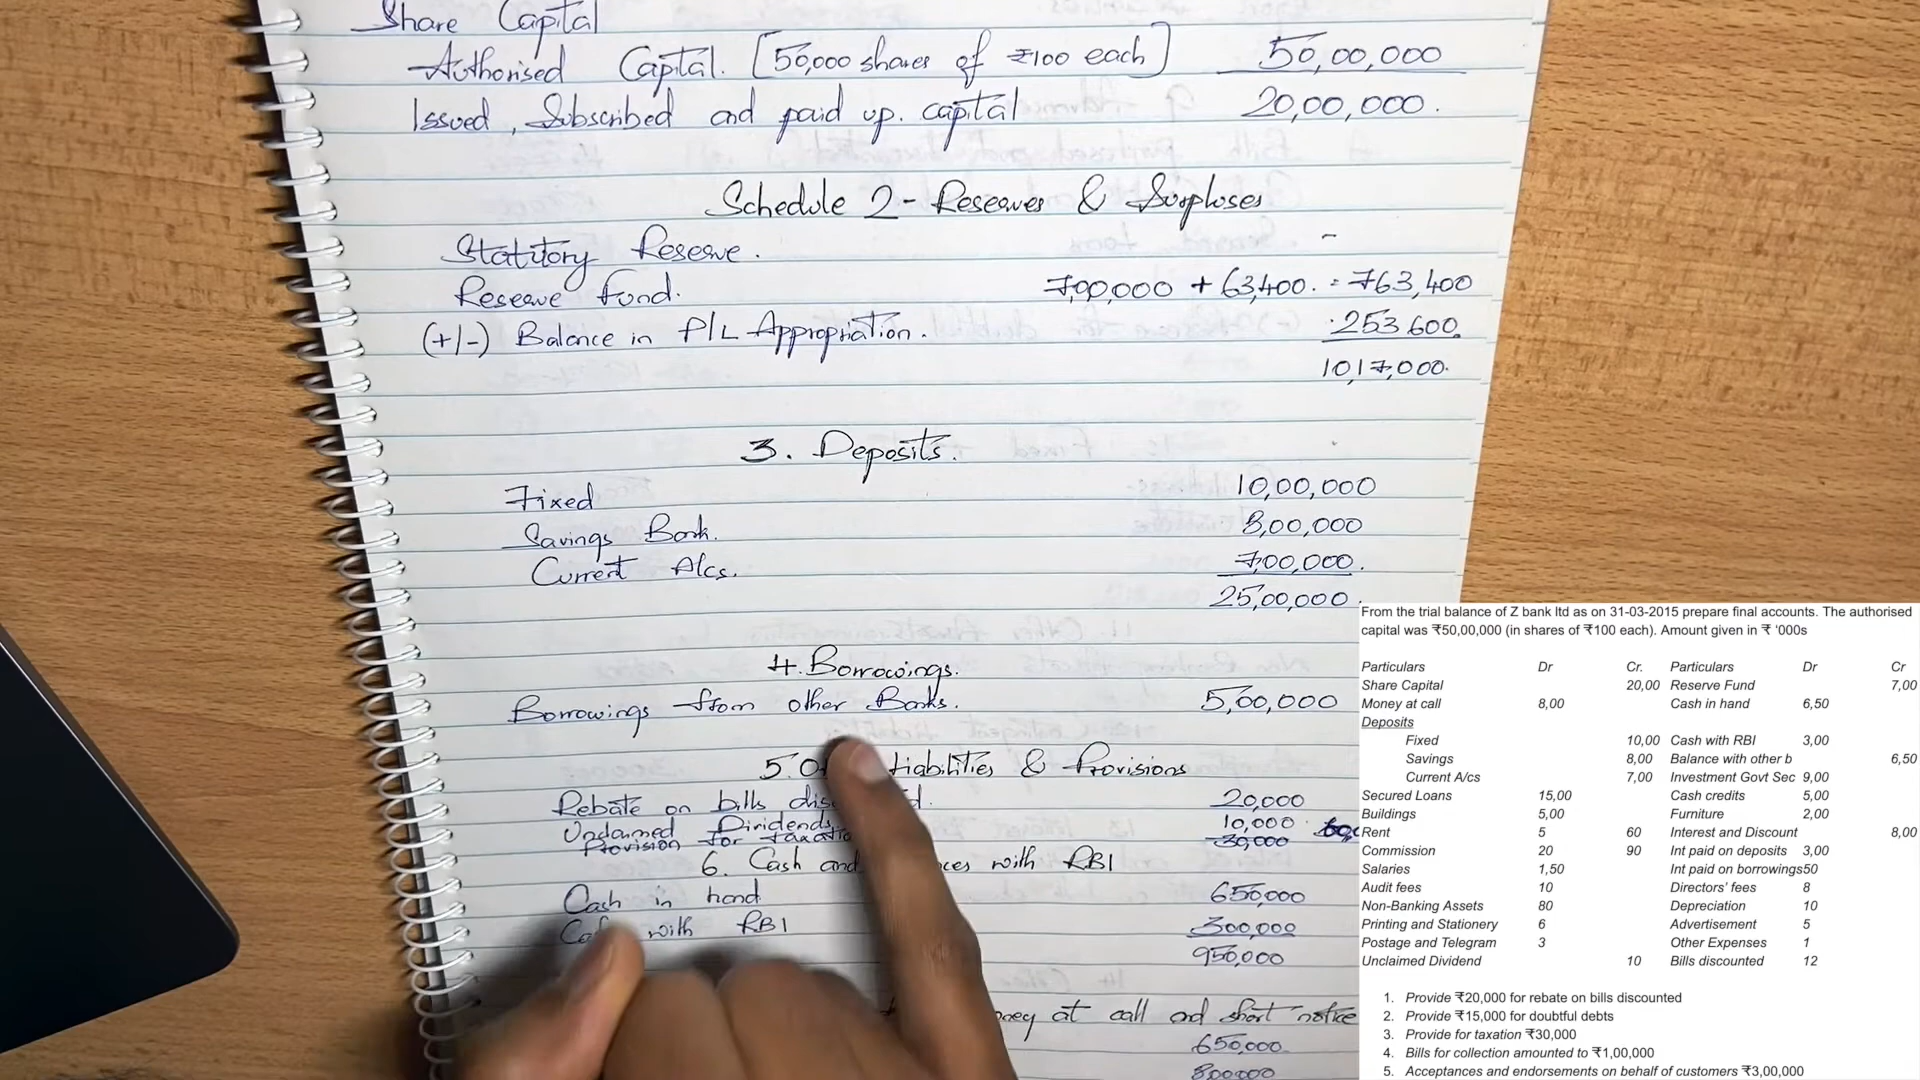 Share Capital
Authorised Capital. [50,000 shares of ₹100 each] 50,00,000
Issued, Subscribed and paid up. capital 20,00,000.
Schedule 2 - Reserves & Surpluses
Statutory Reserve. -
Reserve Fund. 7,00,000 + 63,400. = 763,400
(+/-) Balance in P/L Appropriation. 253 600.
10,17,000.
3. Deposits.
Fixed 10,00,000
Savings Bank. 8,00,000
Current A/cs. 7,00,000.
25,00,000.
4. Borrowings.
Borrowings from other Banks. 5,00,000
5. Liabilities & Provisions
Rebate on bills 20,000
Unclaimed Dividends 10,000
Provision for 30,000
6. Cash and with RBI
Cash in hand 650,000
with RBI 300,000
950,000
at call and short notice
650,000
800000
From the trial balance of Z bank ltd as on 31-03-2015 prepare final accounts. The authorised
capital was ₹50,00,000 (in shares of ₹100 each). Amount given in ₹ '000s
Particulars Dr Cr. Particulars Dr Cr
Share Capital 20,00 Reserve Fund 7,00
Money at call 8,00 Cash in hand 6,50
Deposits
Fixed 10,00 Cash with RBI 3,00
Savings 8,00 Balance with other b 6,50
Current A/cs 7,00 Investment Govt Sec 9,00
Secured Loans 15,00 Cash credits 5,00
Buildings 5,00 Furniture 2,00
Rent 5 60 Interest and Discount 8,00
Commission 20 90 Int paid on deposits 3,00
Salaries 1,50 Int paid on borrowings50
Audit fees 10 Directors' fees 8
Non-Banking Assets 80 Depreciation 10
Printing and Stationery 6 Advertisement 5
Postage and Telegram 3 Other Expenses 1
Unclaimed Dividend 10 Bills discounted 12
1. Provide ₹20,000 for rebate on bills discounted
2. Provide ₹15,000 for doubtful debts
3. Provide for taxation ₹30,000
4. Bills for collection amounted to ₹1,00,000
5. Acceptances and endorsements on behalf of customers ₹3,00,000